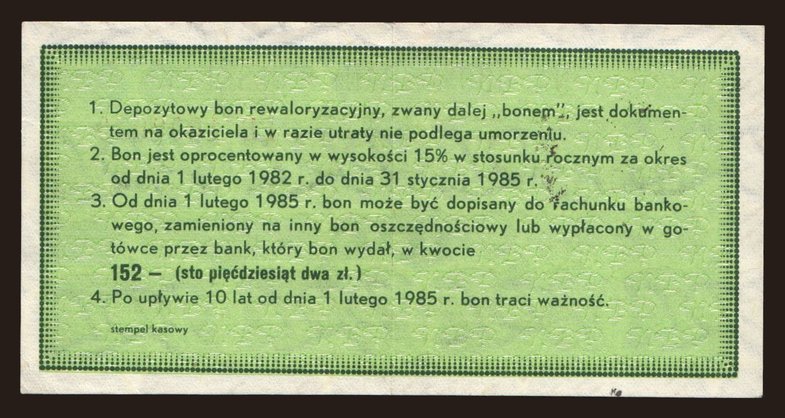 1. Depozytowy bon rewaloryzacyjny, zwany dalej „bonem", jest dokumen-
tem na okaziciela i w razie utraty nie podlega umorzeniu.
2. Bon jest oprocentowany w wysokości 15% w stosunku rocznym za okres
od dnia 1 lutego 1982 r. do dnia 31 stycznia 1985 r.
3. Od dnia 1 lutego 1985 r. bon może być dopisany do rachunku banko-
wego, zamieniony na inny bon oszczędnościowy lub wypłacony w go-
tówce przez bank, który bon wydał, w kwocie
152 — (sto pięćdziesiąt dwa zł.)
4. Po upływie 10 lat od dnia 1 lutego 1985 r. bon traci ważność.
stempel kasowy